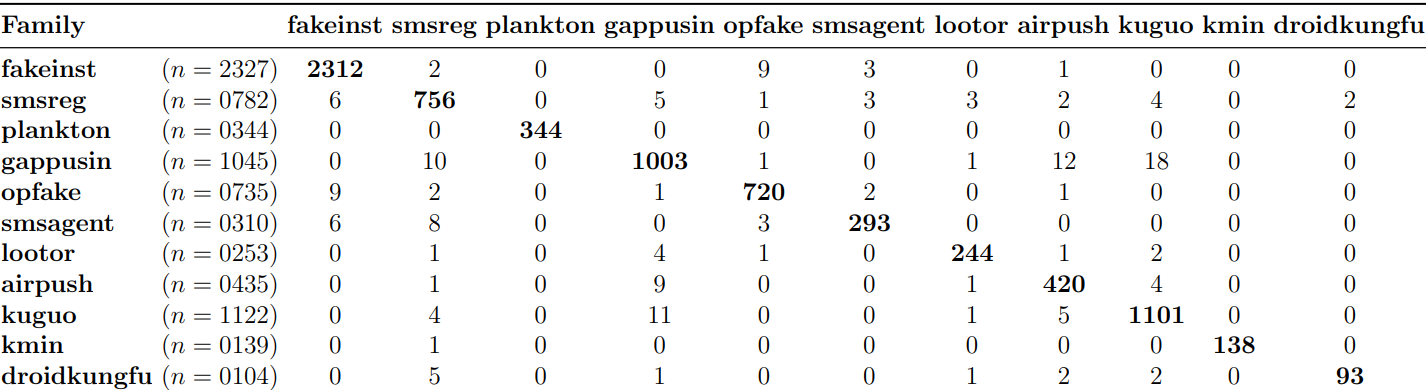 Family fakeinst smsreg plankton gappusin opfake smsagent lootor airpush kuguo kmin droidkungfu
fakeinst (n = 2327) 2312 2 0 0 9 3 0 1 0 0 0
smsreg (n = 0782) 6 756 0 5 1 3 3 2 4 0 2
plankton (n = 0344) 0 0 344 0 0 0 0 0 0 0 0
gappusin (n = 1045) 0 10 0 1003 1 0 1 12 18 0 0
opfake (n = 0735) 9 2 0 1 720 2 0 1 0 0 0
smsagent (n = 0310) 6 8 0 0 3 293 0 0 0 0 0
lootor (n = 0253) 0 1 0 4 1 0 244 1 2 0 0
airpush (n = 0435) 0 1 0 9 0 0 1 420 4 0 0
kuguo (n = 1122) 0 4 0 11 0 0 1 5 1101 0 0
kmin (n = 0139) 0 1 0 0 0 0 0 0 0 138 0
droidkungfu (n = 0104) 0 5 0 1 0 0 1 2 2 0 93